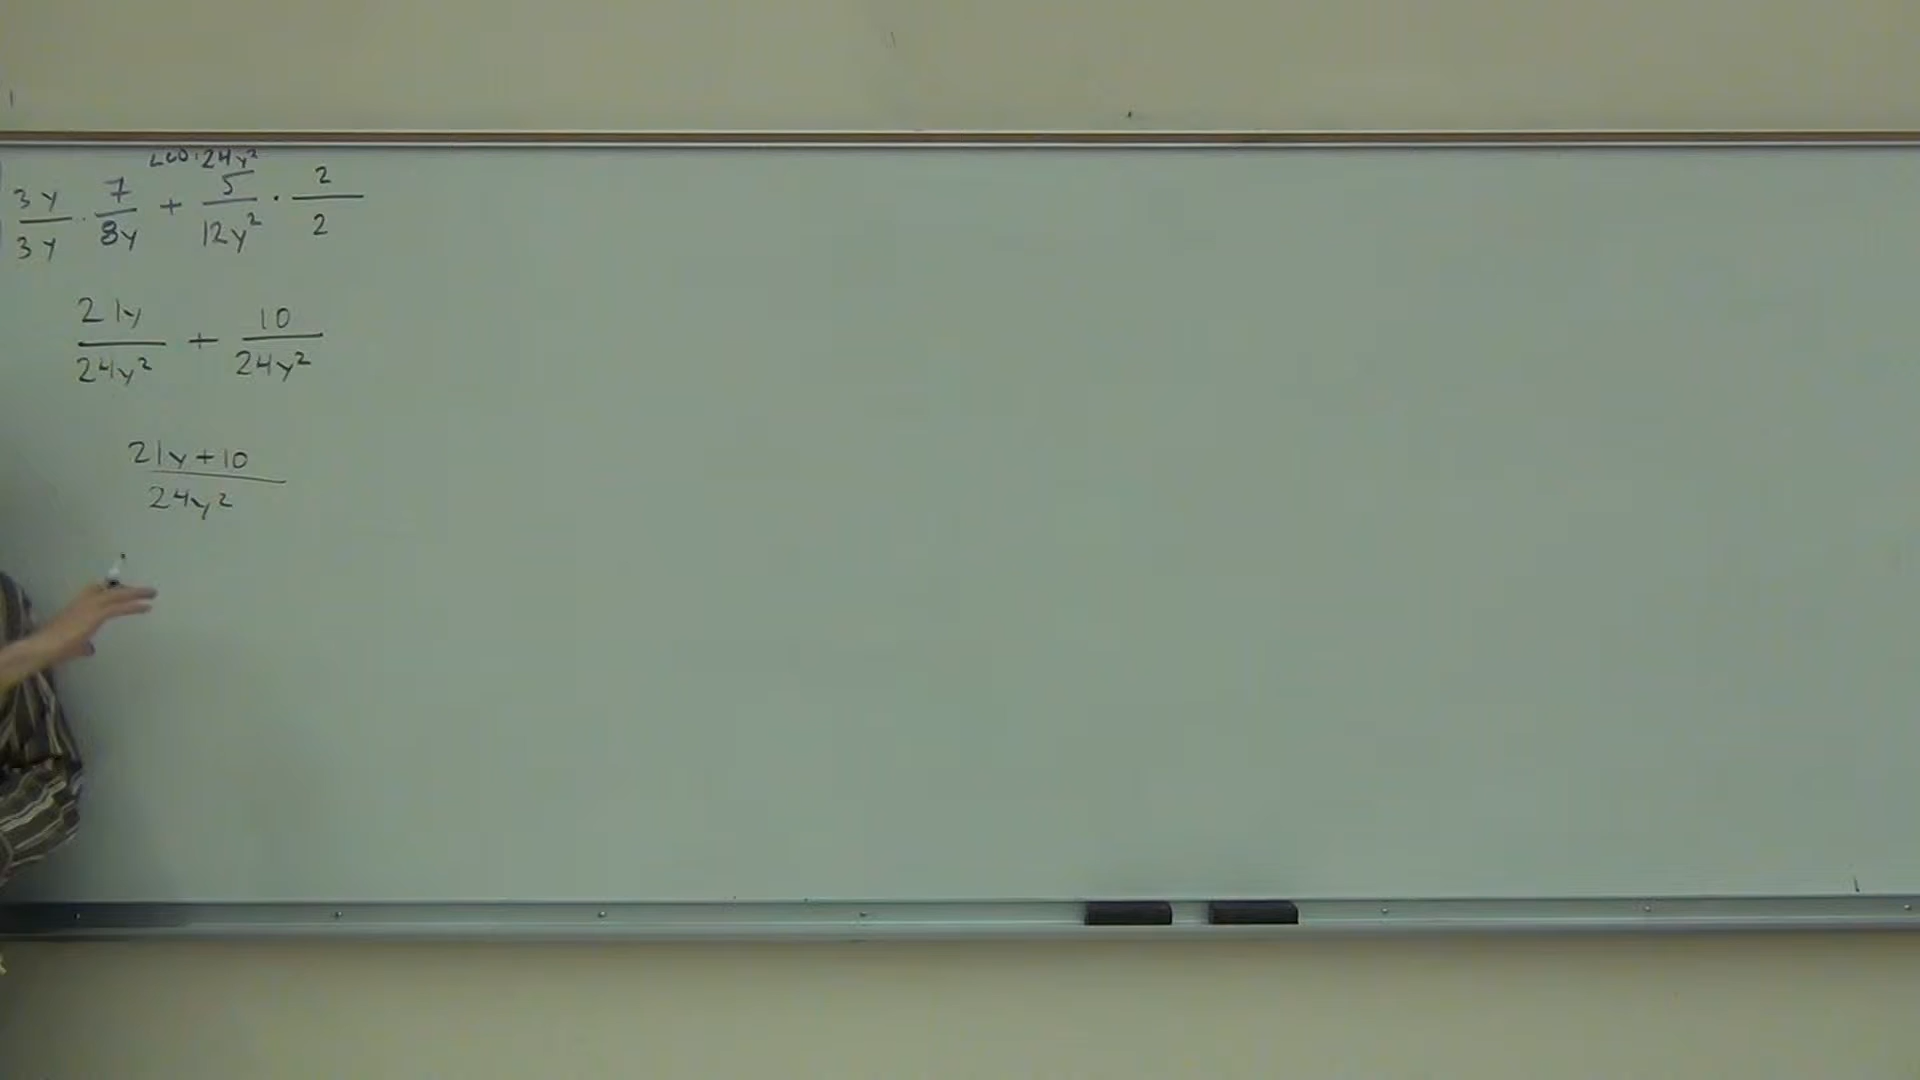 LCD: 24y²
3y/3y · 7/8y + 5/12y² · 2/2
21y/24y² + 10/24y²
21y+10/24y²